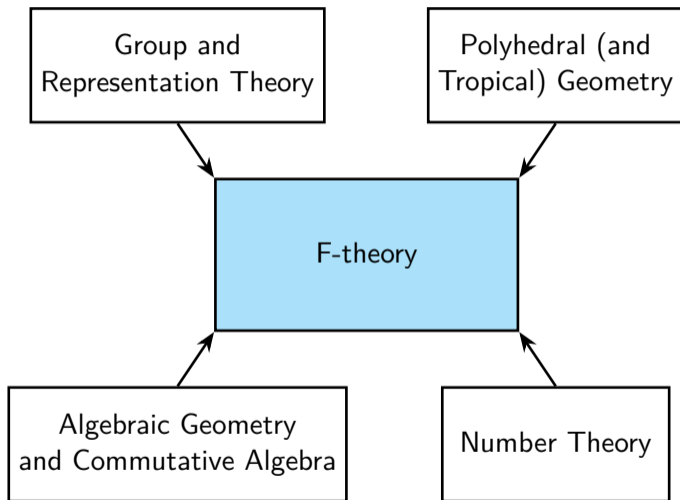 Group and
Representation Theory
Polyhedral (and
Tropical) Geometry
F-theory
Algebraic Geometry
and Commutative Algebra
Number Theory